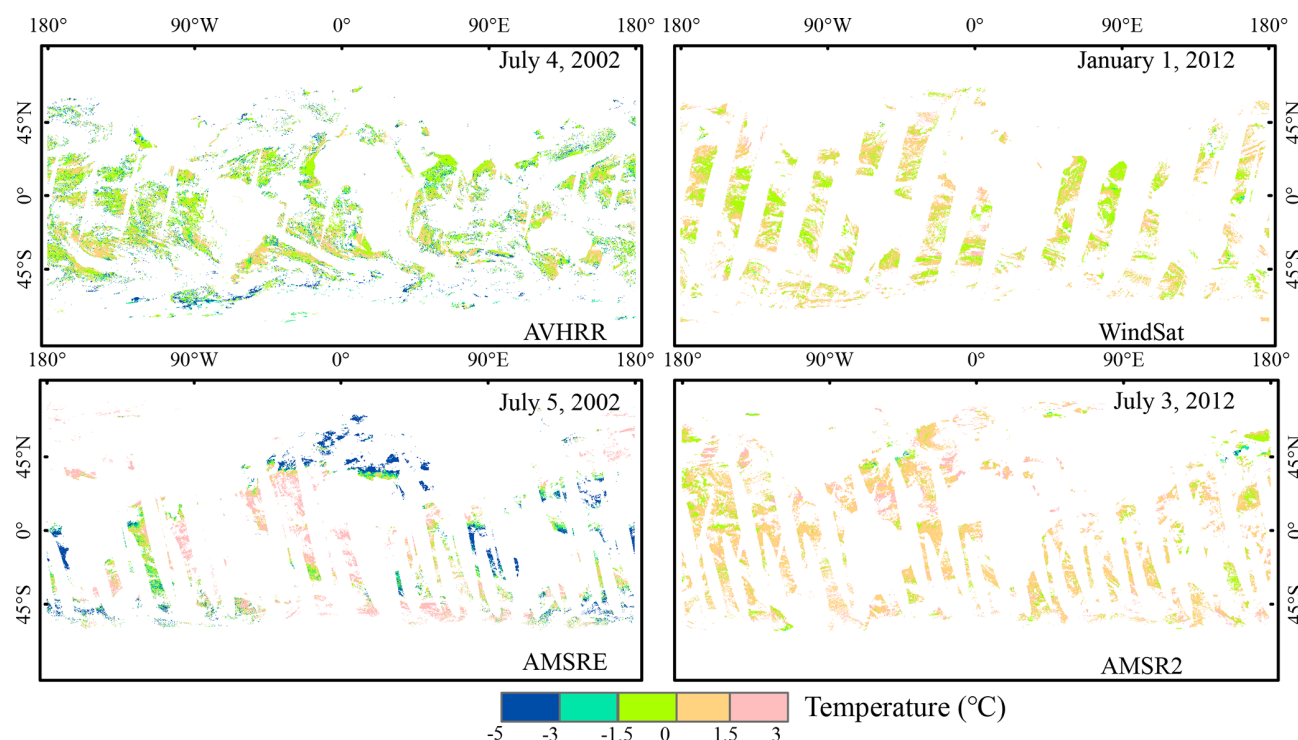 180° 90°W 0° 90°E 180° 90°W 0° 90°E 180°
July 4, 2002 January 1, 2012
45°N 45°N
0° 0°
45°S 45°S
AVHRR WindSat
180° 90°W 0° 90°E 180° 180° 90°W 0° 90°E 180°
July 5, 2002 July 3, 2012
45°N 45°N
0° 0°
45°S 45°S
AMSRE AMSR2
Temperature (°C)
-5 -3 -1.5 0 1.5 3